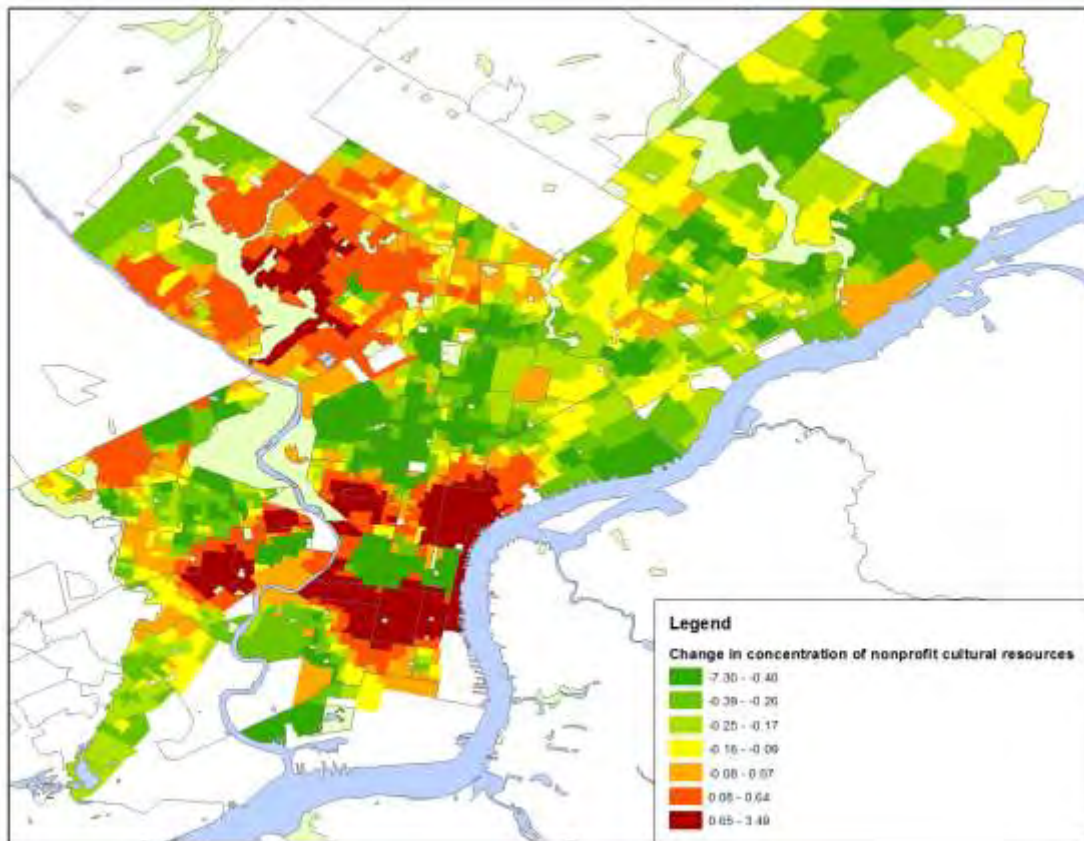 Legend
Change in concentration of nonprofit cultural resources
-7.30 - -0.40
-0.39 - -0.26
-0.25 - -0.17
-0.16 - -0.09
-0.08 - 0.07
0.08 - 0.64
0.65 - 3.49